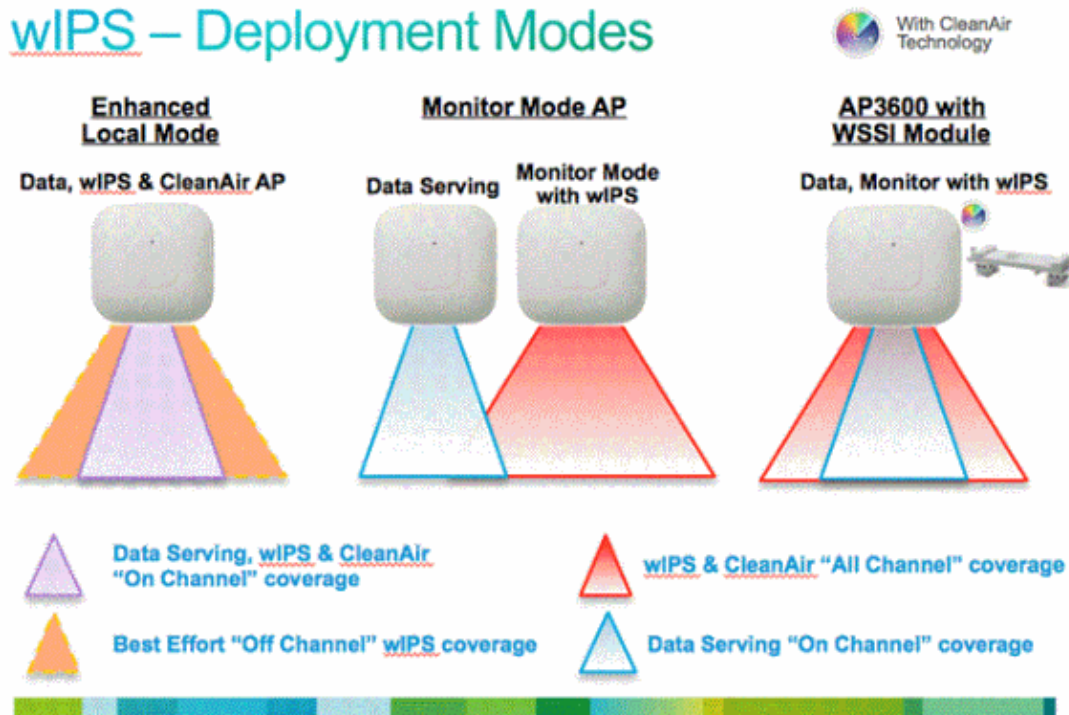 wIPS – Deployment Modes
With CleanAir
Technology
Enhanced
Local Mode
Monitor Mode AP
AP3600 with
WSSI Module
Data, wIPS & CleanAir AP
Data Serving
Monitor Mode
with wIPS
Data, Monitor with wIPS
Data Serving, wIPS & CleanAir
“On Channel” coverage
wIPS & CleanAir “All Channel” coverage
Best Effort “Off Channel” wIPS coverage
Data Serving “On Channel” coverage